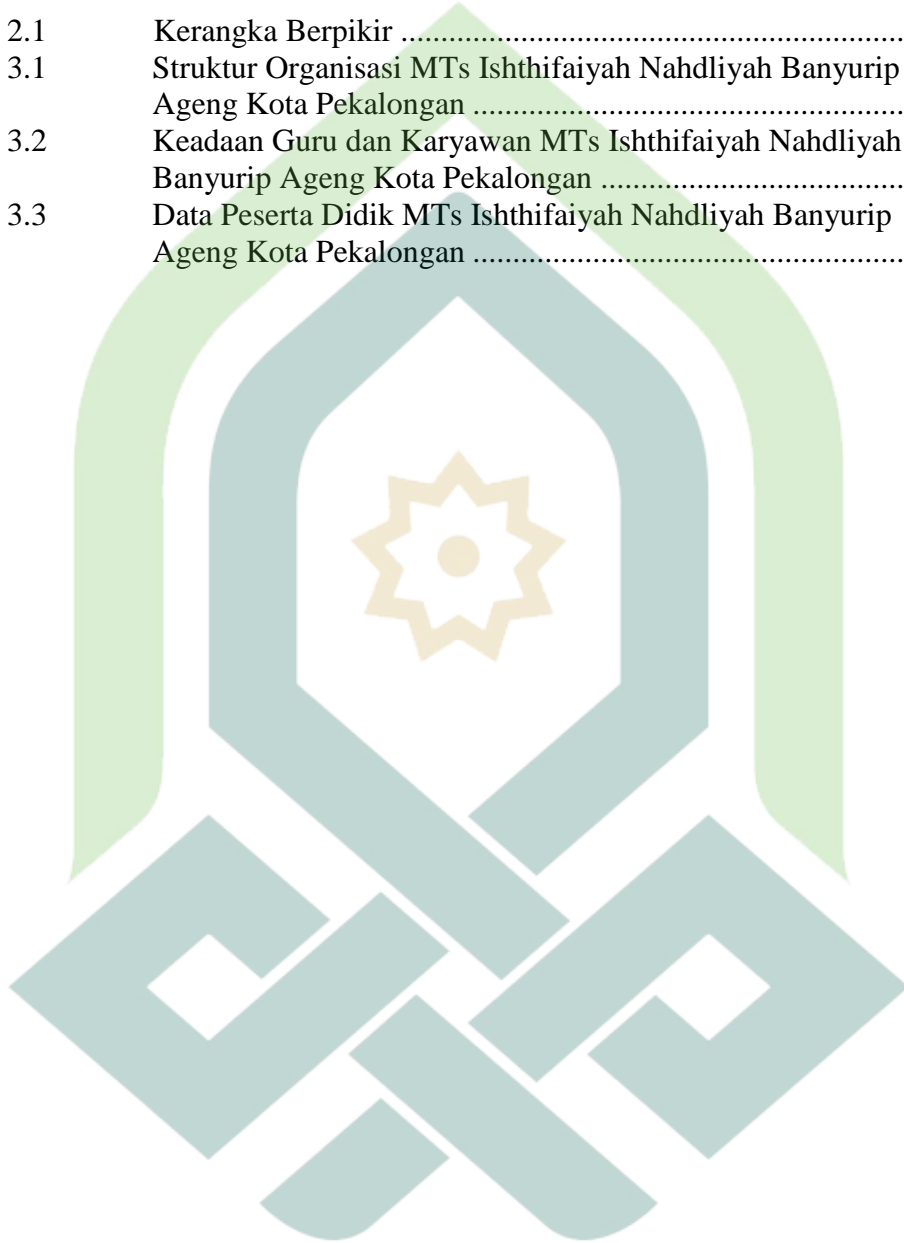 2.1 Kerangka Berpikir ........................................................
3.1 Struktur Organisasi MTs Ishthifaiyah Nahdliyah Banyurip
Ageng Kota Pekalongan ...............................................
3.2 Keadaan Guru dan Karyawan MTs Ishthifaiyah Nahdliyah
Banyurip Ageng Kota Pekalongan .................................
3.3 Data Peserta Didik MTs Ishthifaiyah Nahdliyah Banyurip
Ageng Kota Pekalongan ...............................................